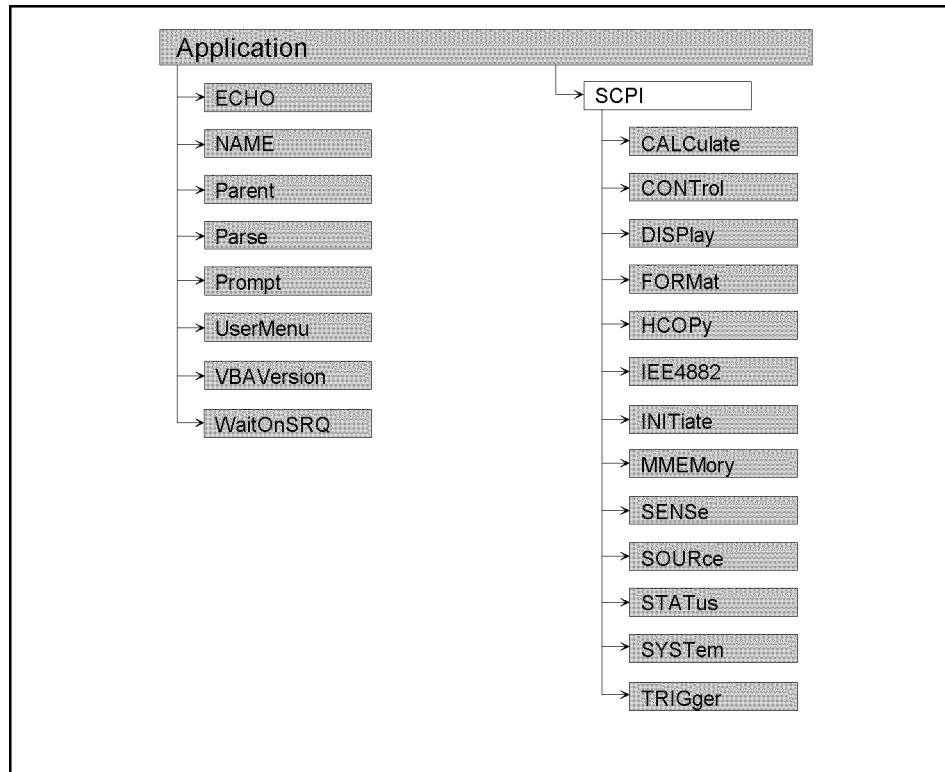 Application
ECHO
NAME
Parent
Parse
Prompt
UserMenu
VBAVersion
WaitOnSRQ
SCPI
CALCulate
CONTrol
DISPlay
FORMat
HCOPy
IEE4882
INITiate
MMEMory
SENSe
SOURce
STATus
SYSTem
TRIGger